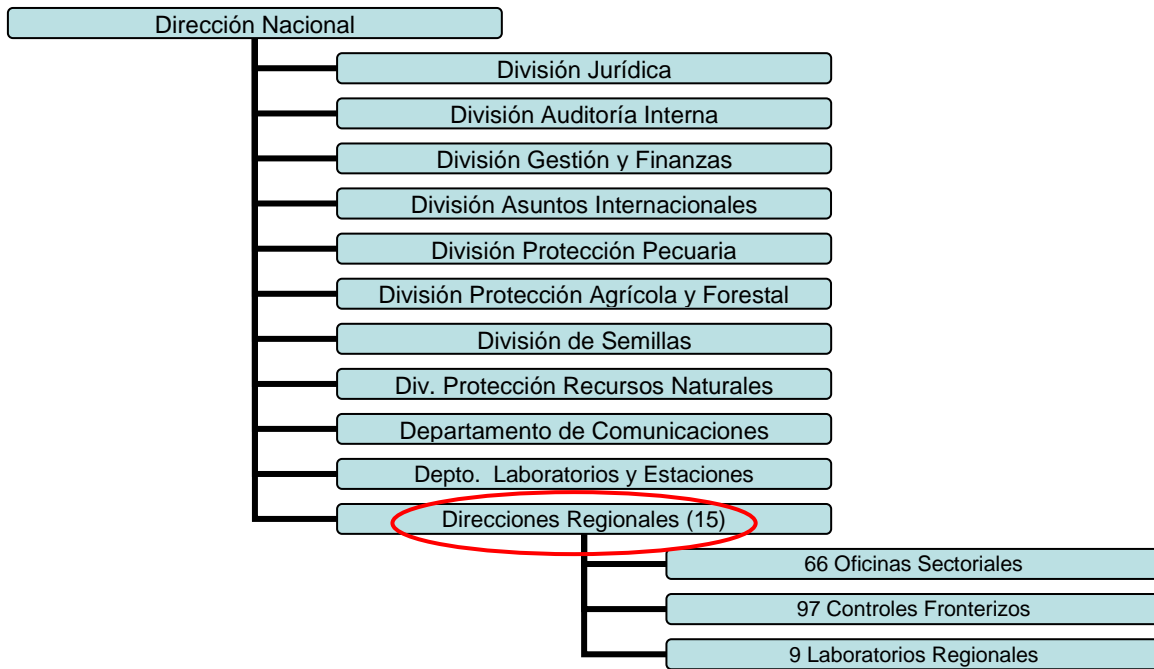 Dirección Nacional
División Jurídica
División Auditoría Interna
División Gestión y Finanzas
División Asuntos Internacionales
División Protección Pecuaria
División Protección Agrícola y Forestal
División de Semillas
Div. Protección Recursos Naturales
Departamento de Comunicaciones
Depto. Laboratorios y Estaciones
Direcciones Regionales (15)
66 Oficinas Sectoriales
97 Controles Fronterizos
9 Laboratorios Regionales